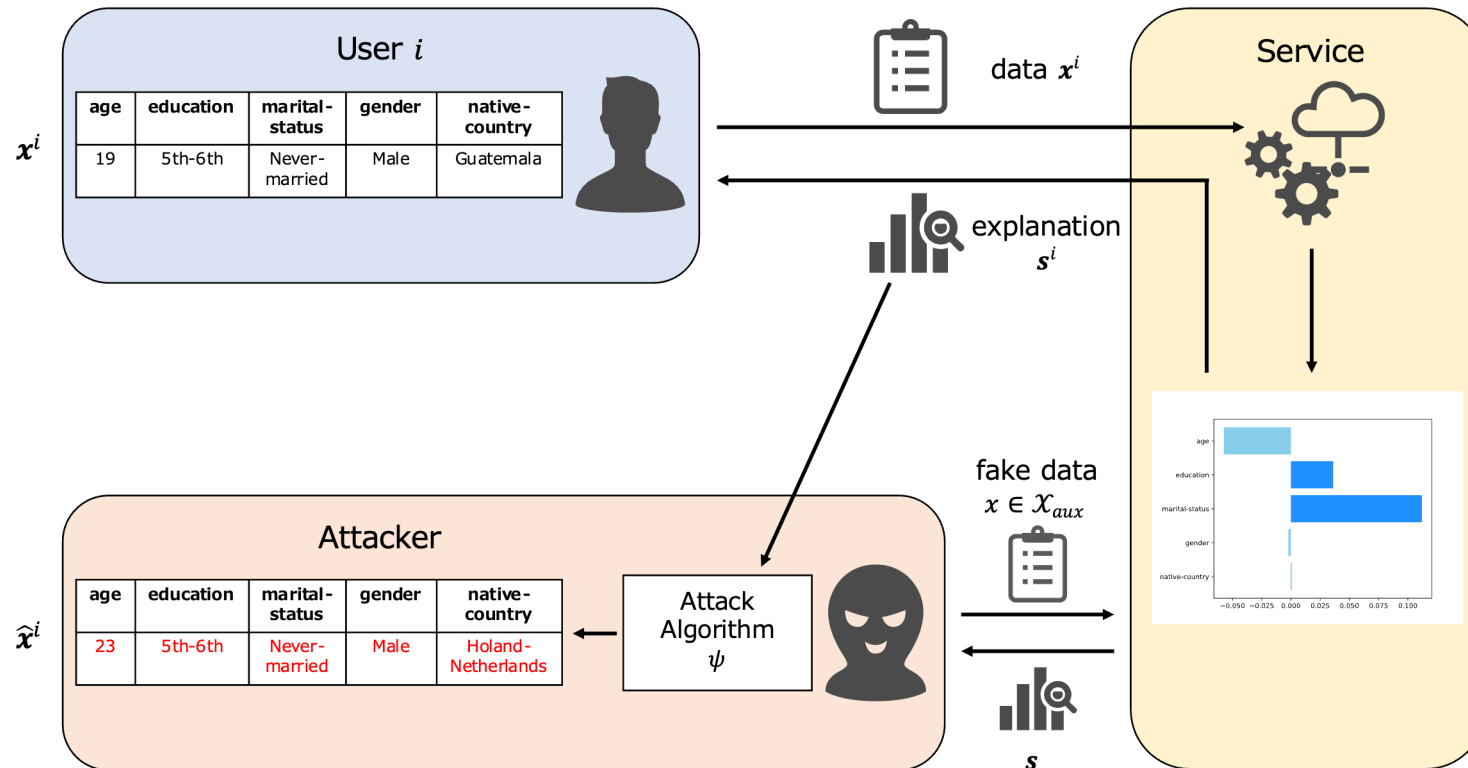 User i
age education marital-status gender native-country
x^i
19 5th-6th Never-married Male Guatemala
data x^i
explanation
s^i
Service
age
education
marital-status
gender
native-country
−0.050 −0.025 0.000 0.025 0.050 0.075 0.100
fake data
x ∈ 𝒳_aux
s
Attacker
age education marital-status gender native-country
x̂^i
23 5th-6th Never-married Male Holand-Netherlands
Attack
Algorithm
ψ